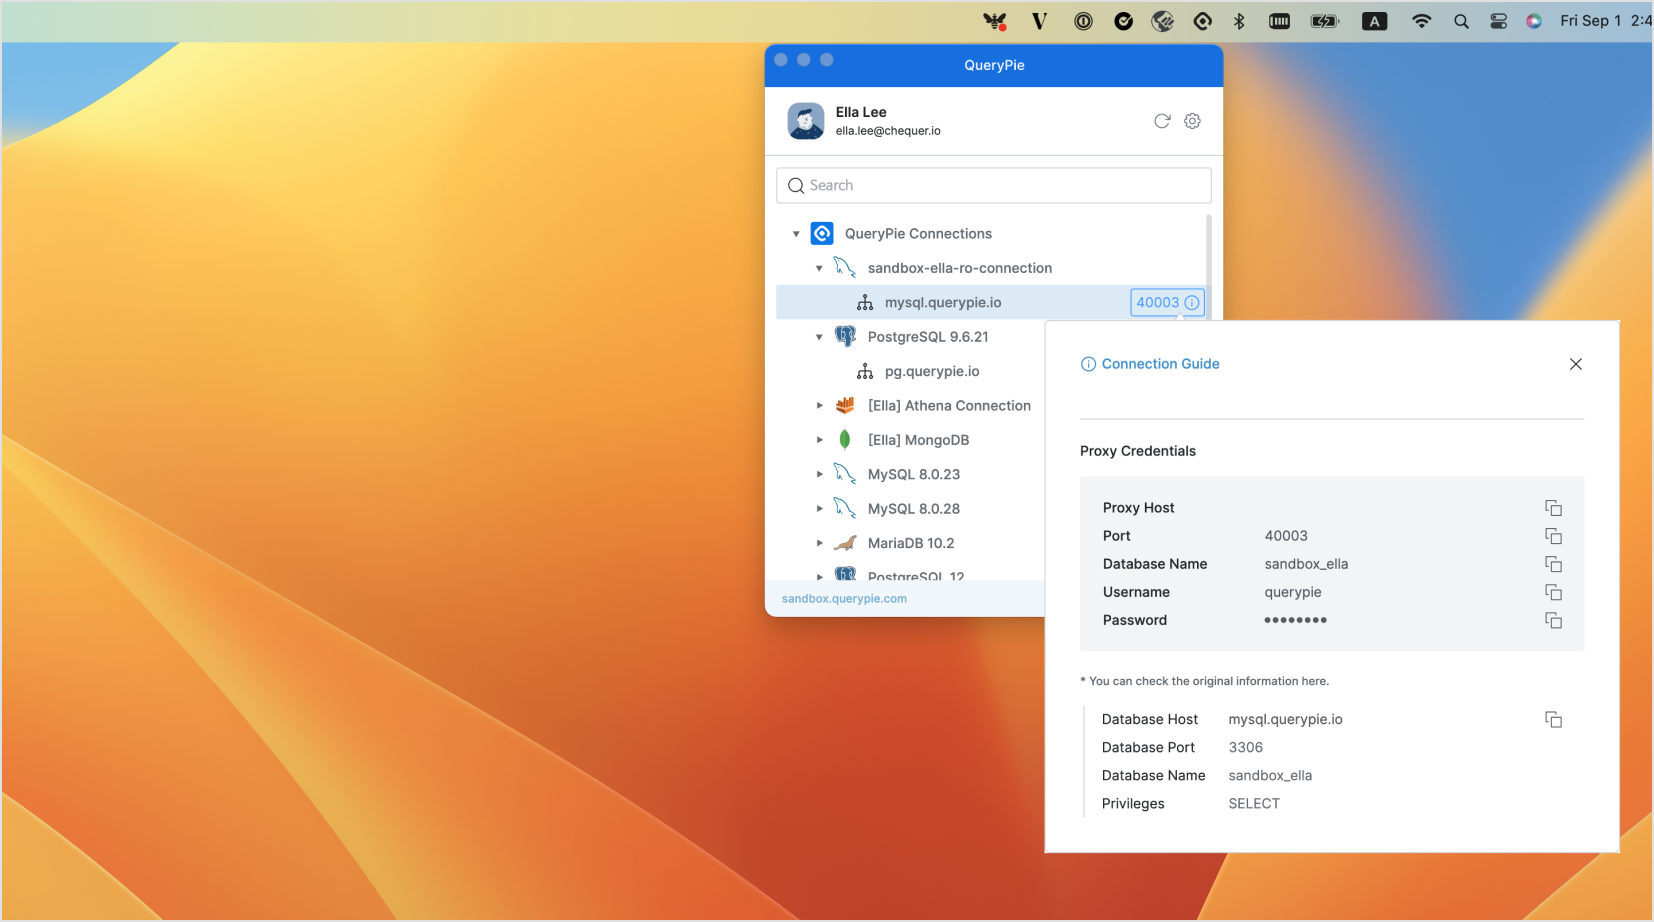 A
Fri Sep 1 2:4
QueryPie
Ella Lee
ella.lee@chequer.io
Search
QueryPie Connections
sandbox-ella-ro-connection
mysql.querypie.io 40003
PostgreSQL 9.6.21
pg.querypie.io
[Ella] Athena Connection
[Ella] MongoDB
MySQL 8.0.23
MySQL 8.0.28
MariaDB 10.2
PostgreSQL 12
sandbox.querypie.com
Connection Guide
Proxy Credentials
Proxy Host
Port 40003
Database Name sandbox_ella
Username querypie
Password ••••••••
* You can check the original information here.
Database Host mysql.querypie.io
Database Port 3306
Database Name sandbox_ella
Privileges SELECT